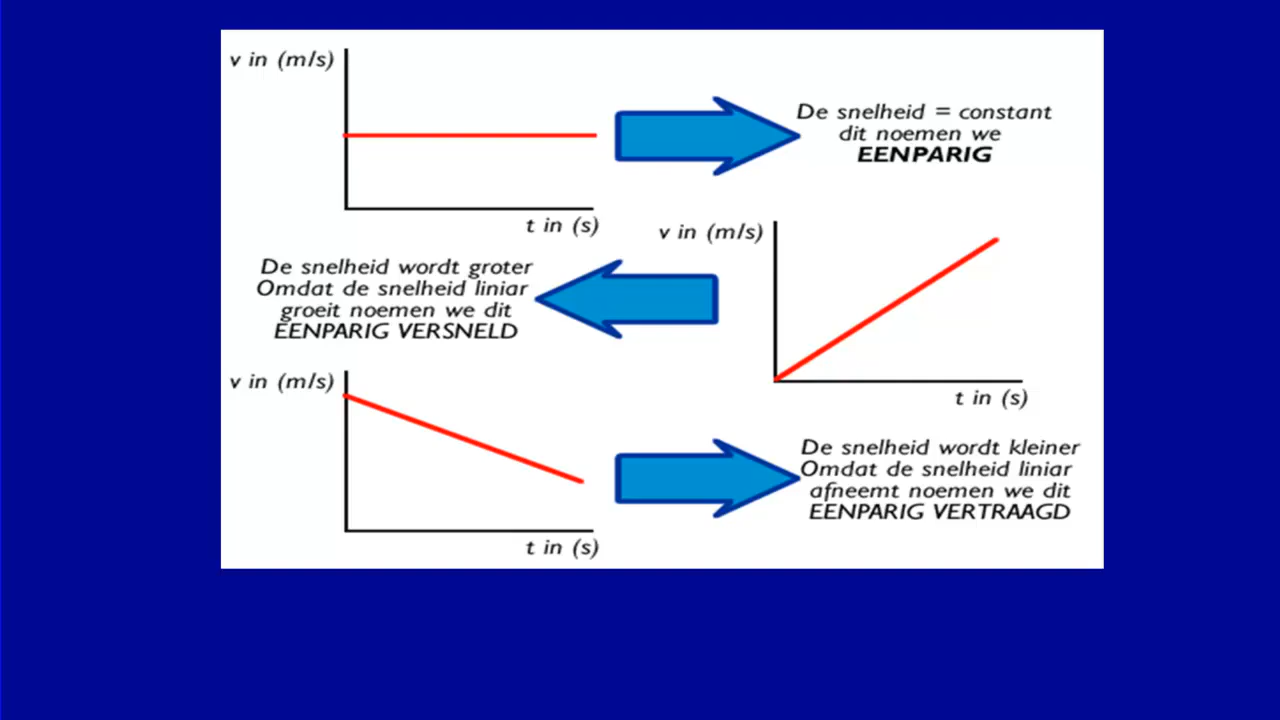 v in (m/s)
De snelheid = constant
dit noemen we
EENPARIG
t in (s)
v in (m/s)
De snelheid wordt groter
Omdat de snelheid liniar
groeit noemen we dit
EENPARIG VERSNELD
t in (s)
v in (m/s)
De snelheid wordt kleiner
Omdat de snelheid liniar
afneemt noemen we dit
EENPARIG VERTRAAGD
t in (s)